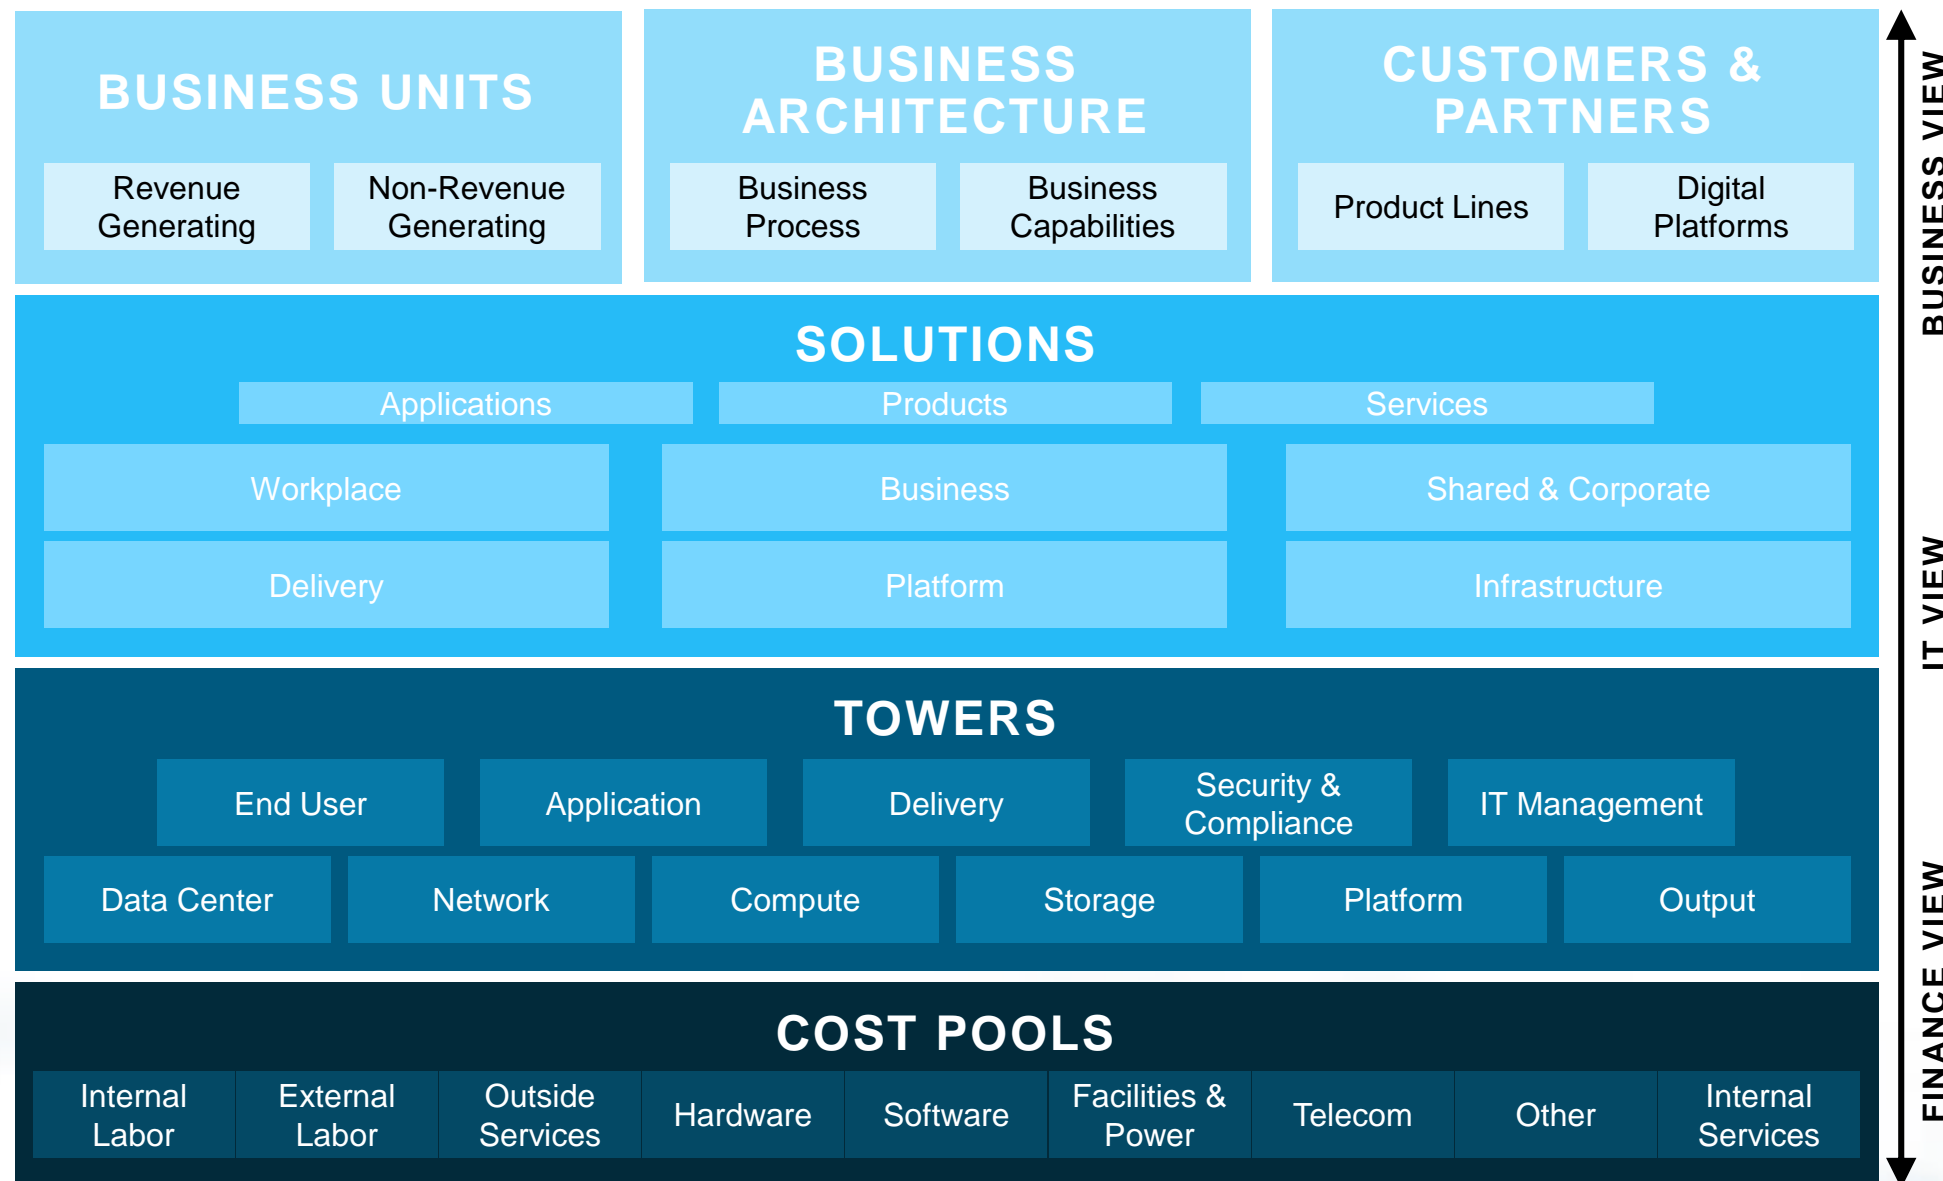 BUSINESS UNITS
Revenue
Generating
Non-Revenue
Generating
BUSINESS
ARCHITECTURE
Business
Process
Business
Capabilities
CUSTOMERS &
PARTNERS
Product Lines
Digital
Platforms
SOLUTIONS
Applications
Products
Services
Workplace
Business
Shared & Corporate
Delivery
Platform
Infrastructure
TOWERS
End User
Application
Delivery
Security &
Compliance
IT Management
Data Center
Network
Compute
Storage
Platform
Output
COST POOLS
Internal
Labor
External
Labor
Outside
Services
Hardware
Software
Facilities &
Power
Telecom
Other
Internal
Services
BUSINESS VIEW
IT VIEW
FINANCE VIEW